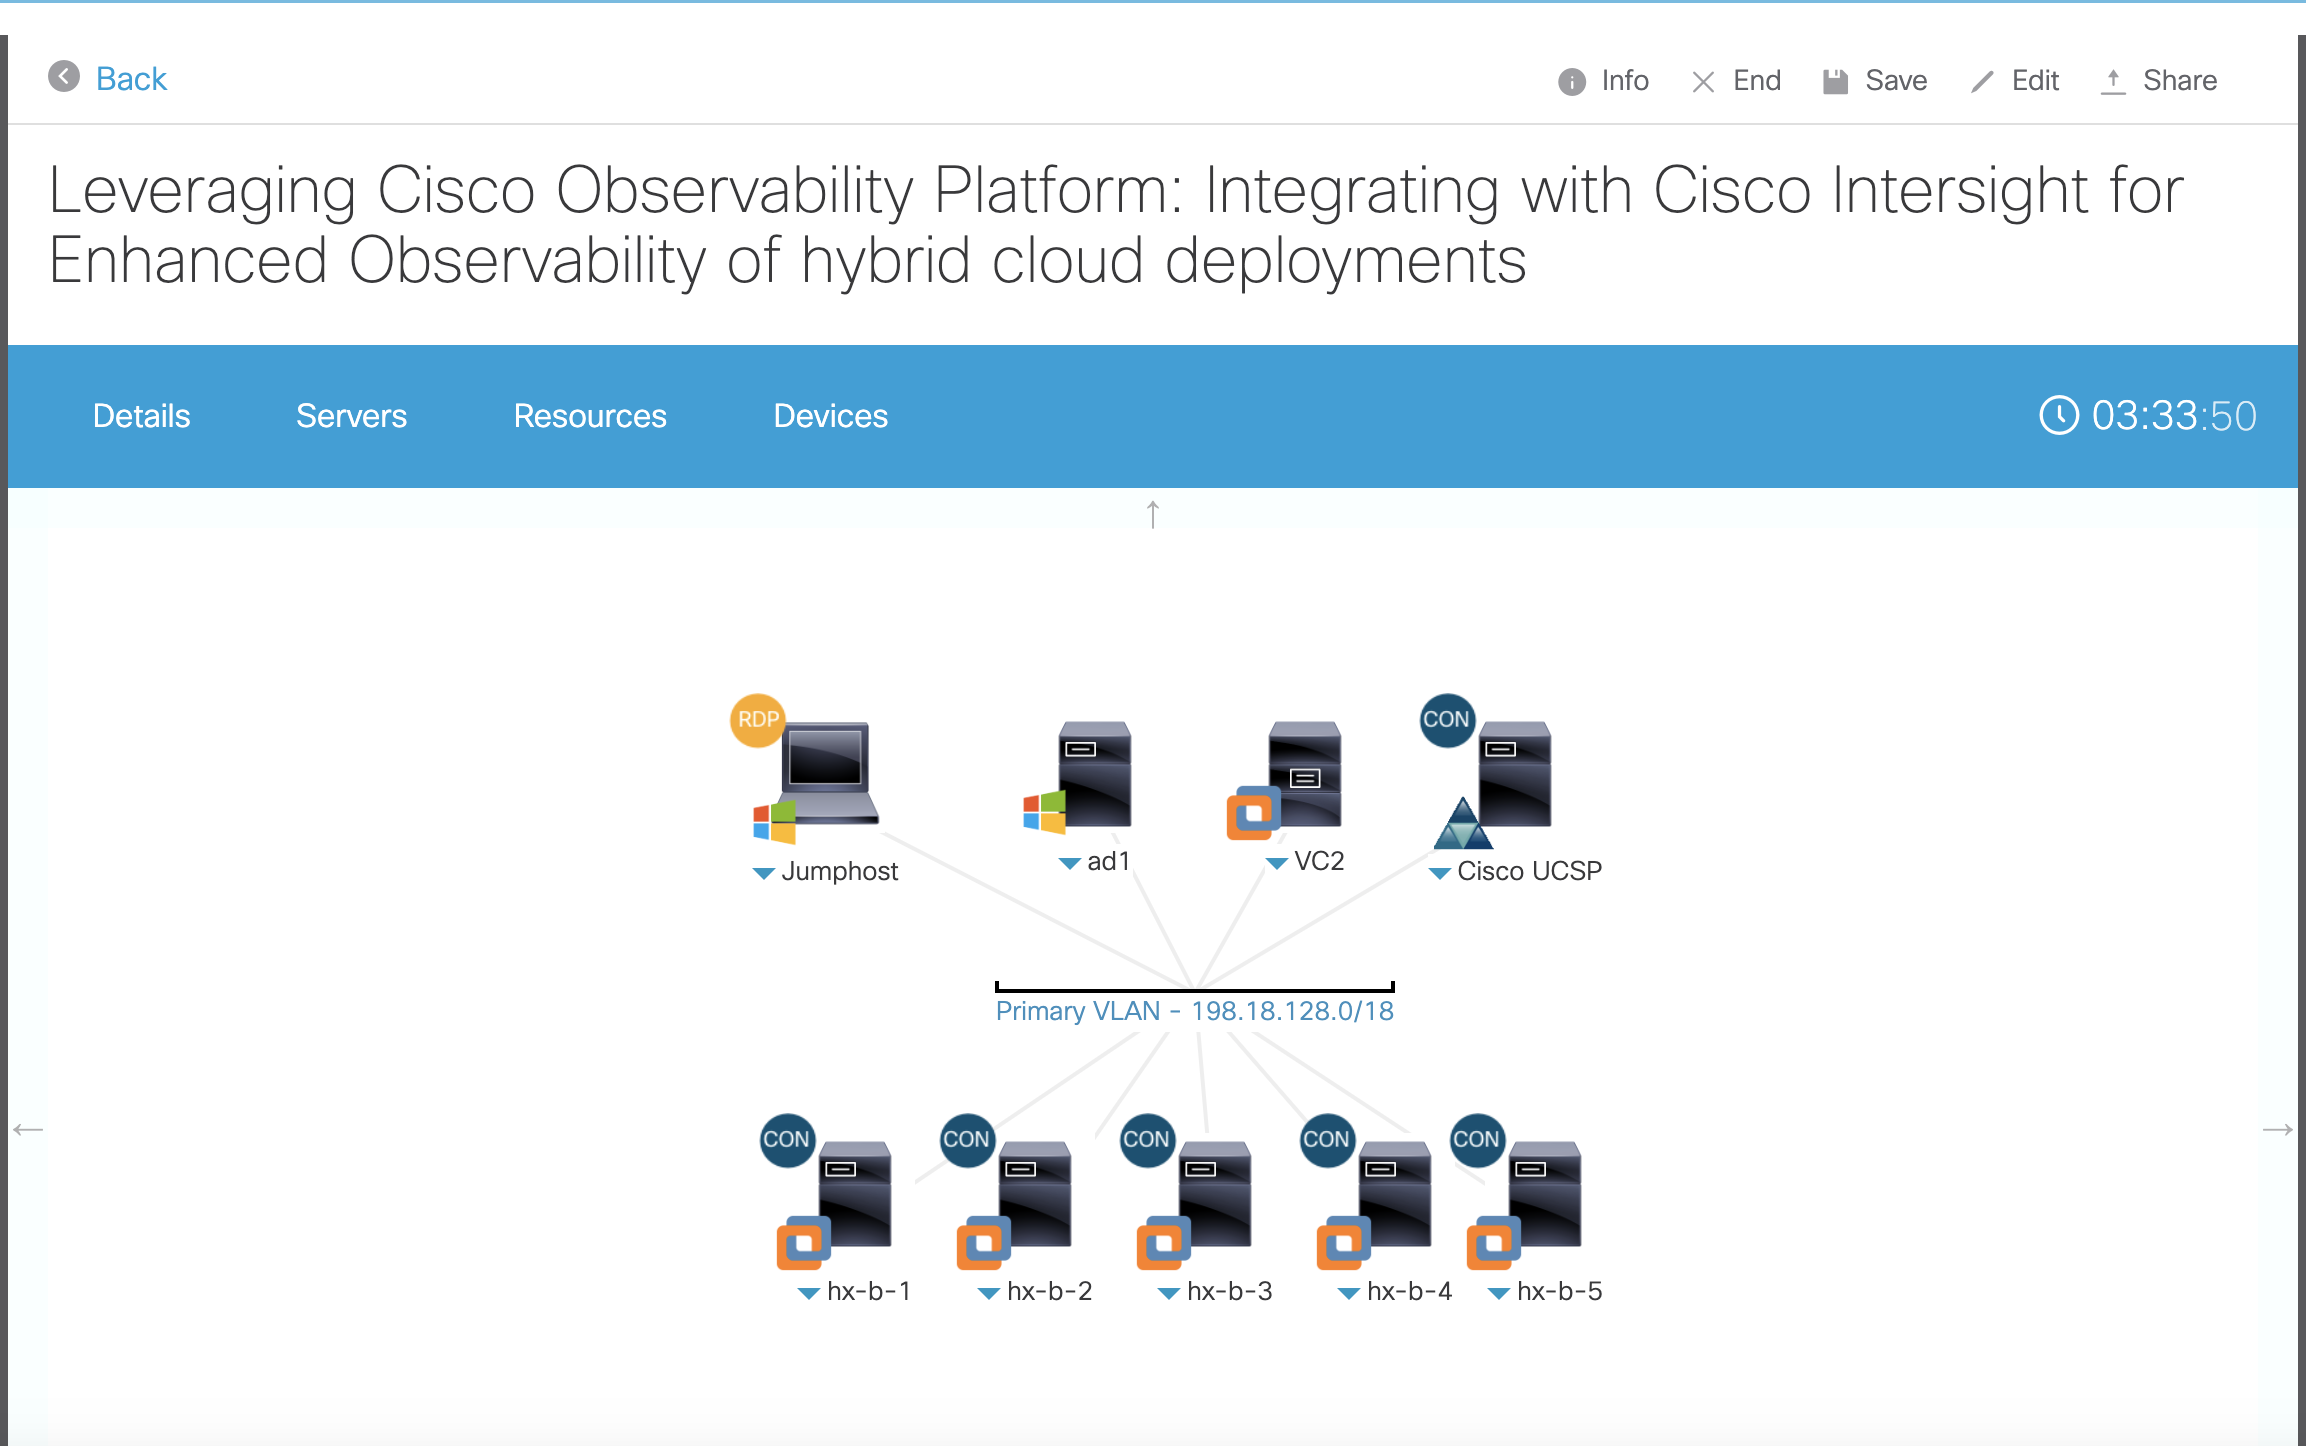 Back
Info
End
Save
Edit
Share
Leveraging Cisco Observability Platform: Integrating with Cisco Intersight for
Enhanced Observability of hybrid cloud deployments
Details
Servers
Resources
Devices
03:33:50
RDP
CON
Jumphost
ad1
VC2
Cisco UCSP
Primary VLAN - 198.18.128.0/18
CON
CON
CON
CON
CON
hx-b-1
hx-b-2
hx-b-3
hx-b-4
hx-b-5